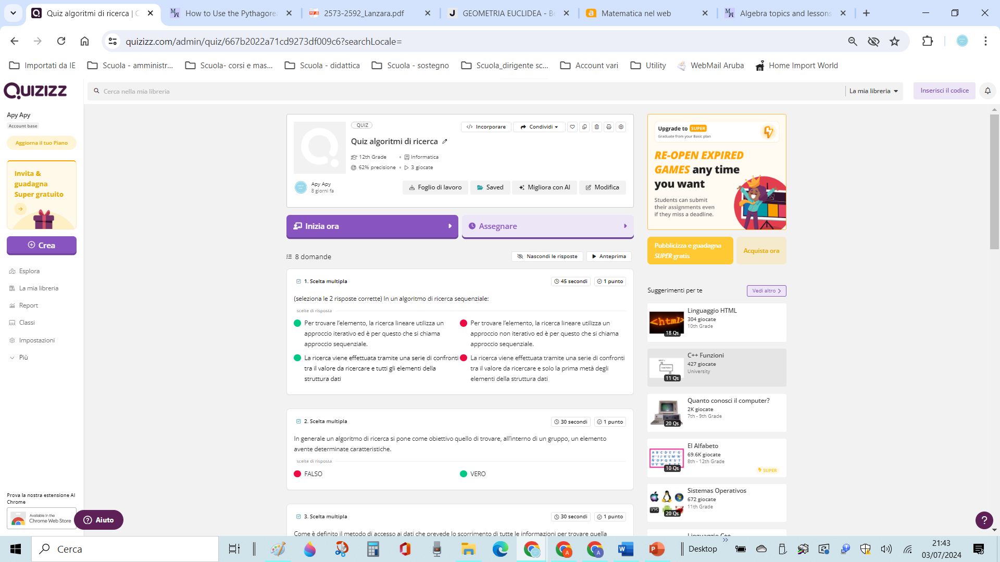 Quiz algoritmi di ricerca | Q
How to Use the Pythagorea
2573-2592_Lanzara.pdf
GEOMETRIA EUCLIDEA - Be
Matematica nel web
Algebra topics and lessons
quizizz.com/admin/quiz/667b2022a71cd9273df009c6?searchLocale=
Importati da IE
Scuola - amministr...
Scuola- corsi e mas...
Scuola - didattica
Scuola - sostegno
Scuola_dirigente sc...
Account vari
Utility
WebMail Aruba
Home Import World
Quizizz
Cerca nella mia libreria
La mia libreria
Inserisci il codice
Apy Apy
Account base
Aggiorna il tuo Piano
Invita &
guadagna
Super gratuito
Crea
Esplora
La mia libreria
Report
Classi
Impostazioni
Più
Prova la nostra estensione AI
Chrome
Available in the
Chrome Web Store
Aiuto
QUIZ
Incorporare
Condividi
Quiz algoritmi di ricerca
12th Grade
Informatica
62% precisione
3 giocate
Apy Apy
8 giorni fa
Foglio di lavoro
Saved
Migliora con AI
Modifica
Inizia ora
Assegnare
8 domande
Nascondi le risposte
Anteprima
1. Scelta multipla
45 secondi
1 punto
(seleziona le 2 risposte corrette) In un algoritmo di ricerca sequenziale:
scelte di risposta
Per trovare l’elemento, la ricerca lineare utilizza un
approccio iterativo ed è per questo che si chiama
approccio sequenziale.
Per trovare l’elemento, la ricerca lineare utilizza un
approccio non iterativo ed è per questo che si chiama
approccio sequenziale.
La ricerca viene effettuata tramite una serie di confronti
tra il valore da ricercare e tutti gli elementi della
struttura dati
La ricerca viene effettuata tramite una serie di confronti
tra il valore da ricercare e solo la prima metà degli
elementi della struttura dati
2. Scelta multipla
30 secondi
1 punto
In generale un algoritmo di ricerca si pone come obiettivo quello di trovare, all’interno di un gruppo, un elemento
avente determinate caratteristiche.
scelte di risposta
FALSO
VERO
3. Scelta multipla
30 secondi
1 punto
Come è definito il metodo di accesso ai dati che prevede lo scorrimento di tutte le informazioni per trovare quella
Upgrade to SUPER
Graduate from your Basic plan
RE-OPEN EXPIRED
GAMES any time
you want
Students can submit
their assignments even
if they miss a deadline.
Pubblicizza e guadagna
SUPER gratis
Acquista ora
Suggerimenti per te
Vedi altro
<html>
18 Qs
Linguaggio HTML
304 giocate
10th Grade
11 Qs
C++ Funzioni
427 giocate
University
20 Qs
Quanto conosci il computer?
2K giocate
7th - 9th Grade
A B C D E F G
H I J K L M N
Ñ O P Q R S T
U V W X Y Z
10 Qs
El Alfabeto
69.6K giocate
8th - 12th Grade
SUPER
iOS
20 Qs
Sistemas Operativos
672 giocate
11th Grade
Linguaggio C++
?
Cerca
Desktop
21:43
03/07/2024